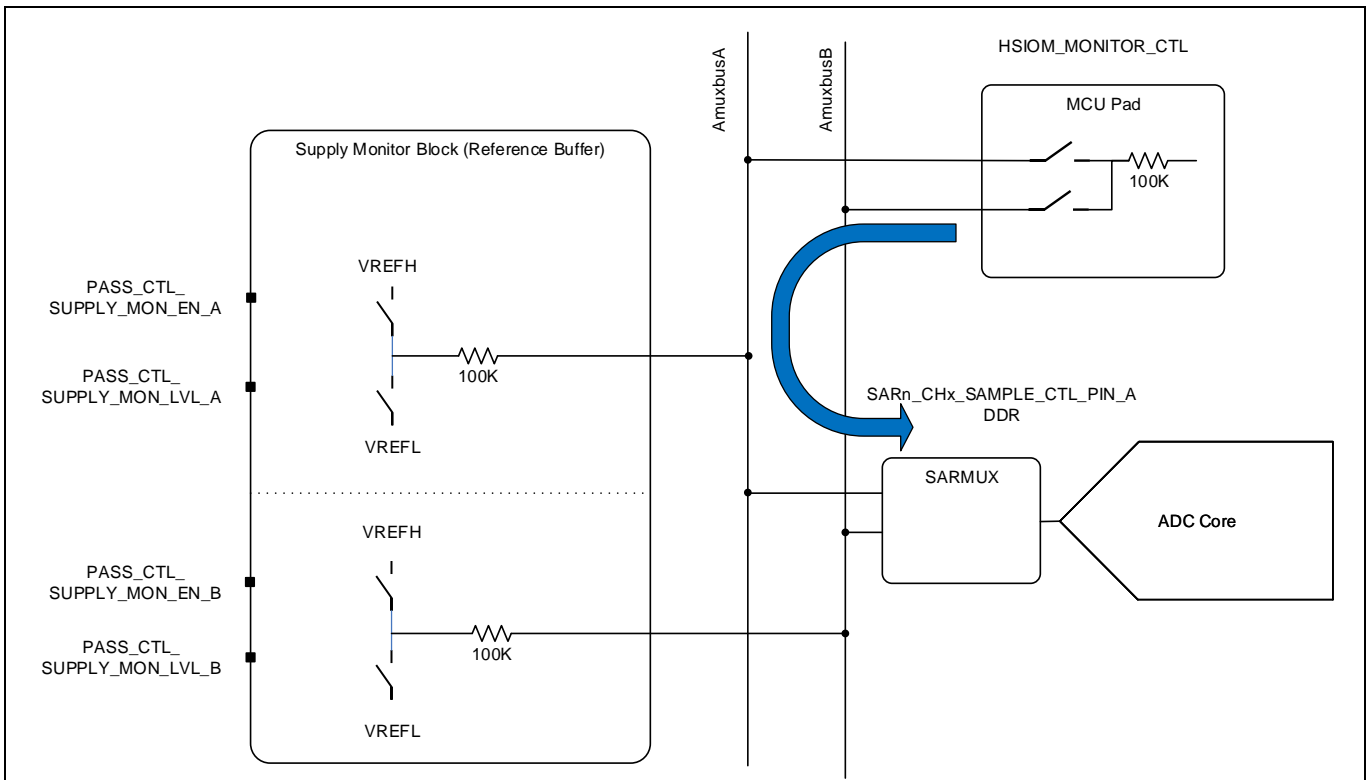 AmuxbusA
AmuxbusB
HSIOM_MONITOR_CTL
MCU Pad
100K
Supply Monitor Block (Reference Buffer)
VREFH
PASS_CTL_
SUPPLY_MON_EN_A
100K
PASS_CTL_
SUPPLY_MON_LVL_A
VREFL
SARn_CHx_SAMPLE_CTL_PIN_A
DDR
SARMUX
ADC Core
VREFH
PASS_CTL_
SUPPLY_MON_EN_B
100K
PASS_CTL_
SUPPLY_MON_LVL_B
VREFL